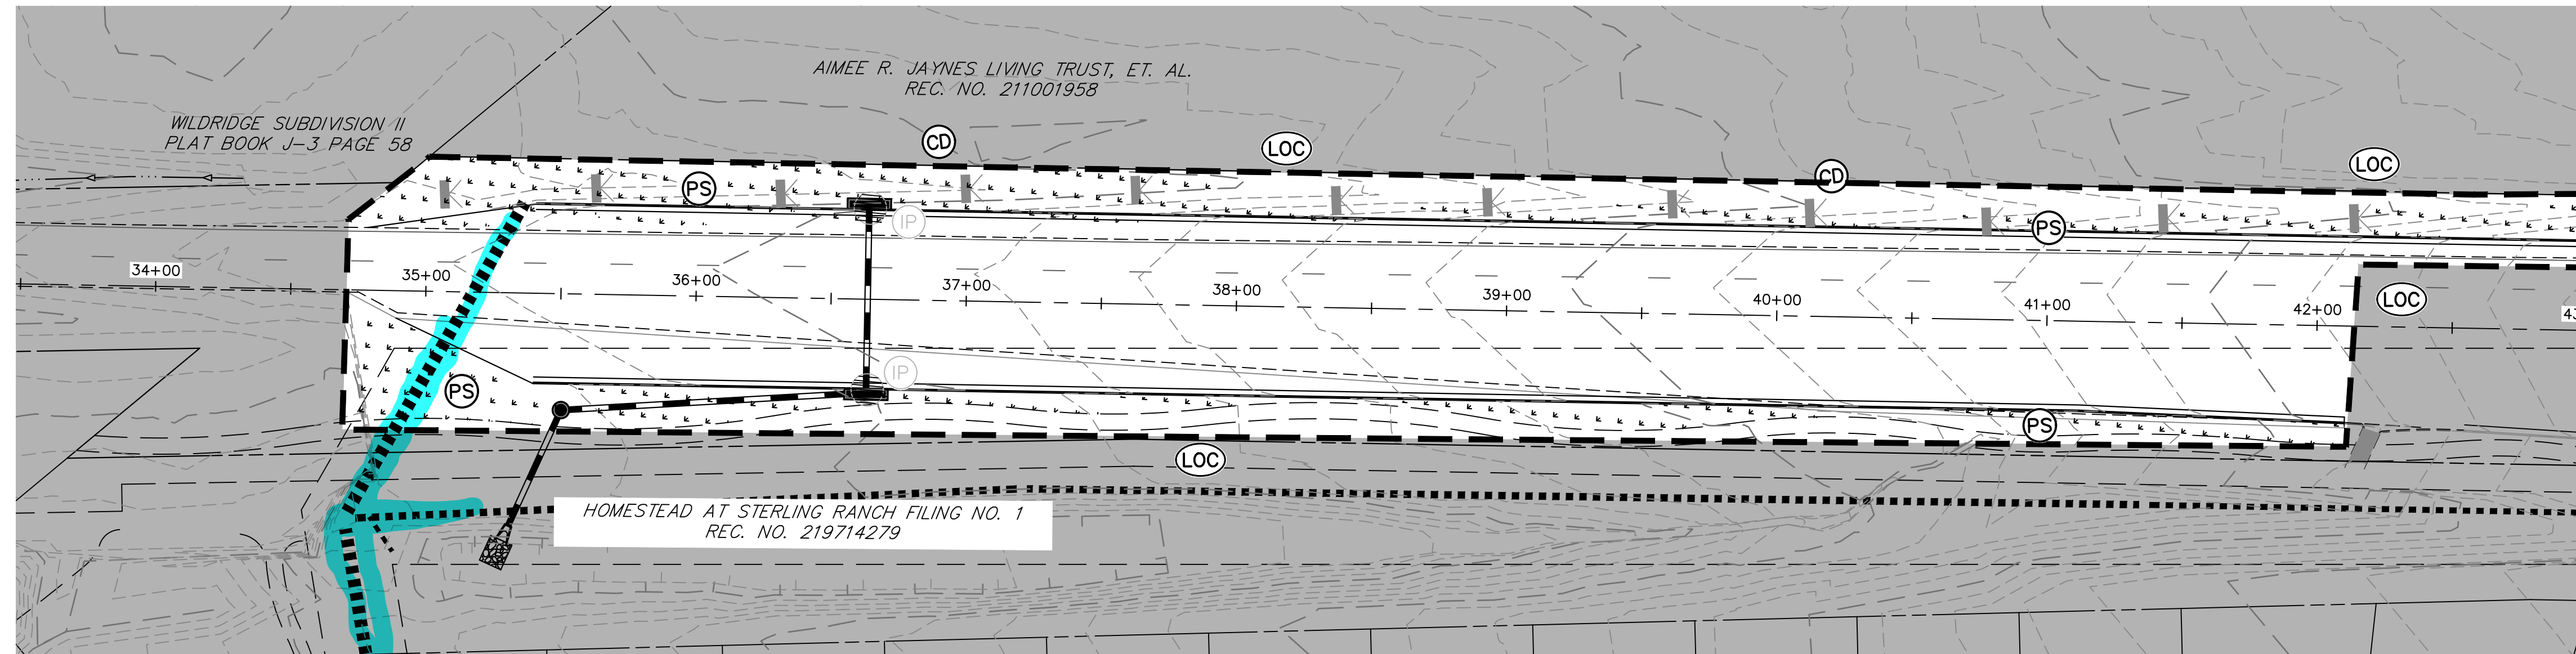 AIMEE R. JAYNES LIVING TRUST, ET. AL.
REC. NO. 211001958
WILDRIDGE SUBDIVISION II
PLAT BOOK J-3 PAGE 58
CD
LOC
CD
LOC
PS
PS
IP
34+00
35+00
36+00
37+00
38+00
39+00
40+00
41+00
42+00
LOC
IP
PS
PS
LOC
HOMESTEAD AT STERLING RANCH FILING NO. 1
REC. NO. 219714279